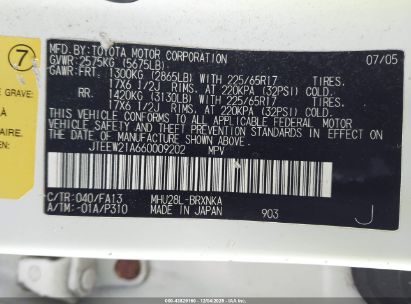 MFD.BY:TOYOTA MOTOR CORPORATION 07/05
GVWR:2575KG (5675LB)
GAWR:FRT. 1300KG (2865LB) WITH 225/65R17 TIRES.
17X6 1/2J RIMS, AT 220KPA (32PSI) COLD
RR. 1420KG (3130LB) WITH 225/65R17 TIRES.
17X6 1/2J RIMS, AT 220KPA (32PSI) COLD
THIS VEHICLE CONFORMS TO ALL APPLICABLE FEDERAL MOTOR VEHICLE
SAFETY STANDARDS IN EFFECT ON
THE DATE OF MANUFACTURE SHOWN ABOVE.
JTEEW21A660009202 MPV
C/TR:040/FA13 MHU28L-BRXNKA
A/TM:-01A/P310 MADE IN JAPAN 903 J
7
E GRAVE:
AIRE.